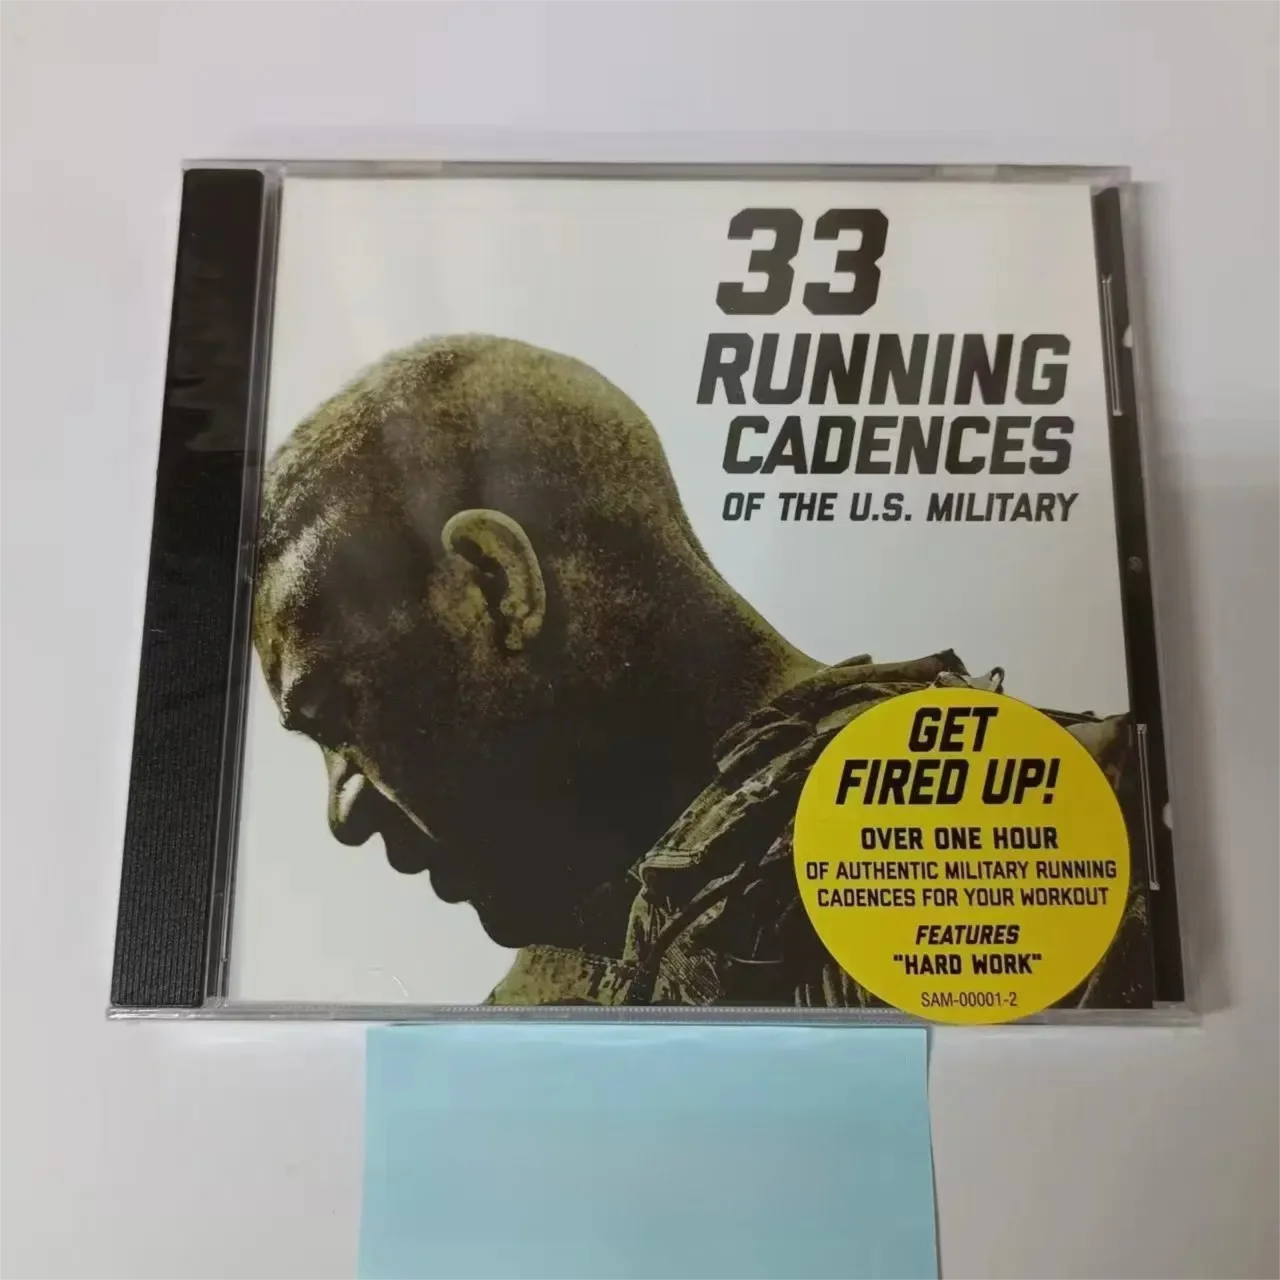 33
RUNNING
CADENCES
OF THE U.S. MILITARY
GET
FIRED UP!
OVER ONE HOUR
OF AUTHENTIC MILITARY RUNNING
CADENCES FOR YOUR WORKOUT
FEATURES
"HARD WORK"
SAM-00001-2